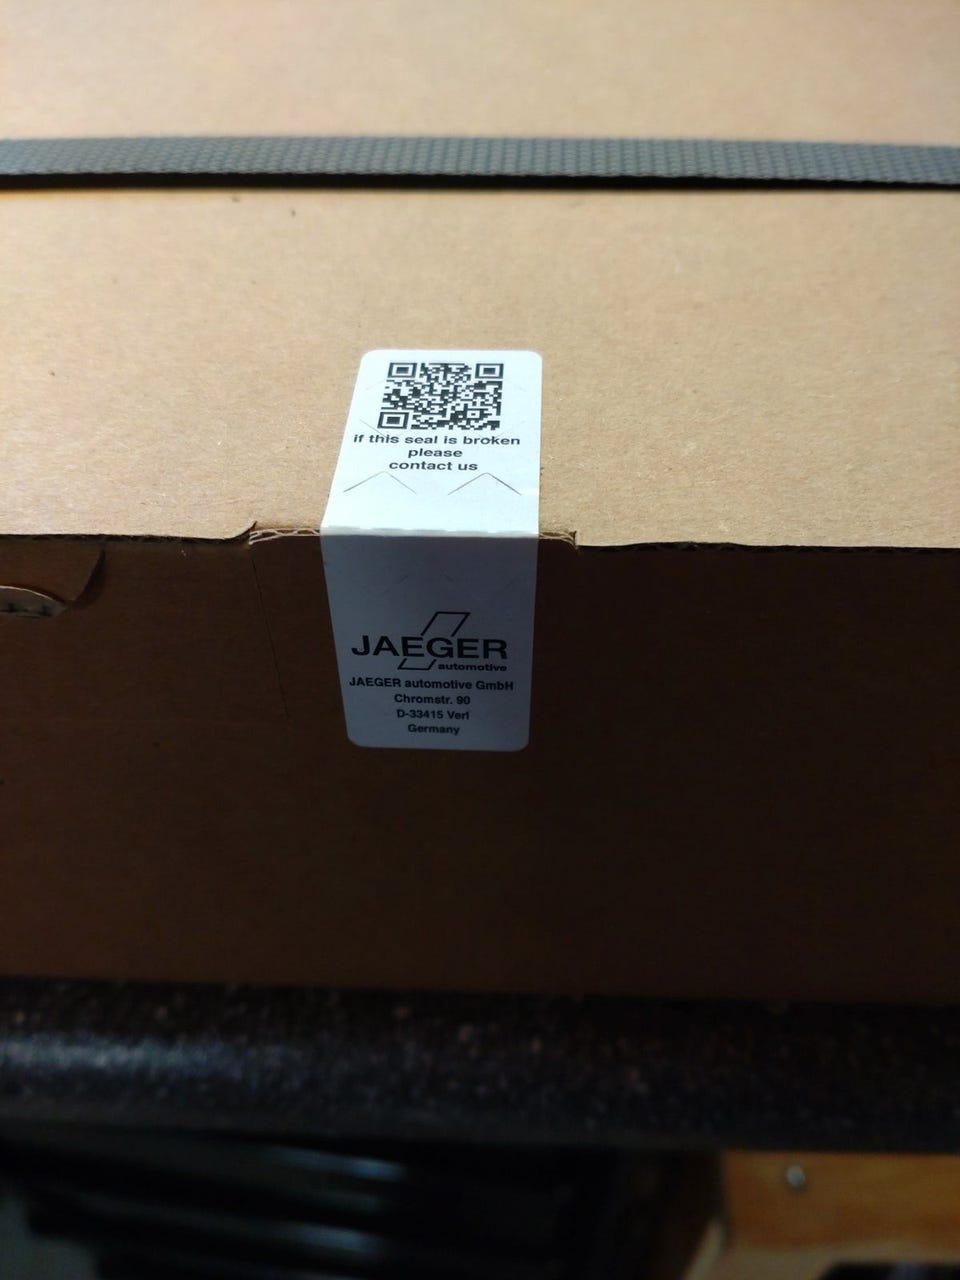 if this seal is broken
please
contact us
JAEGER
automotive
JAEGER automotive GmbH
Chromstr. 90
D-33415 Verl
Germany